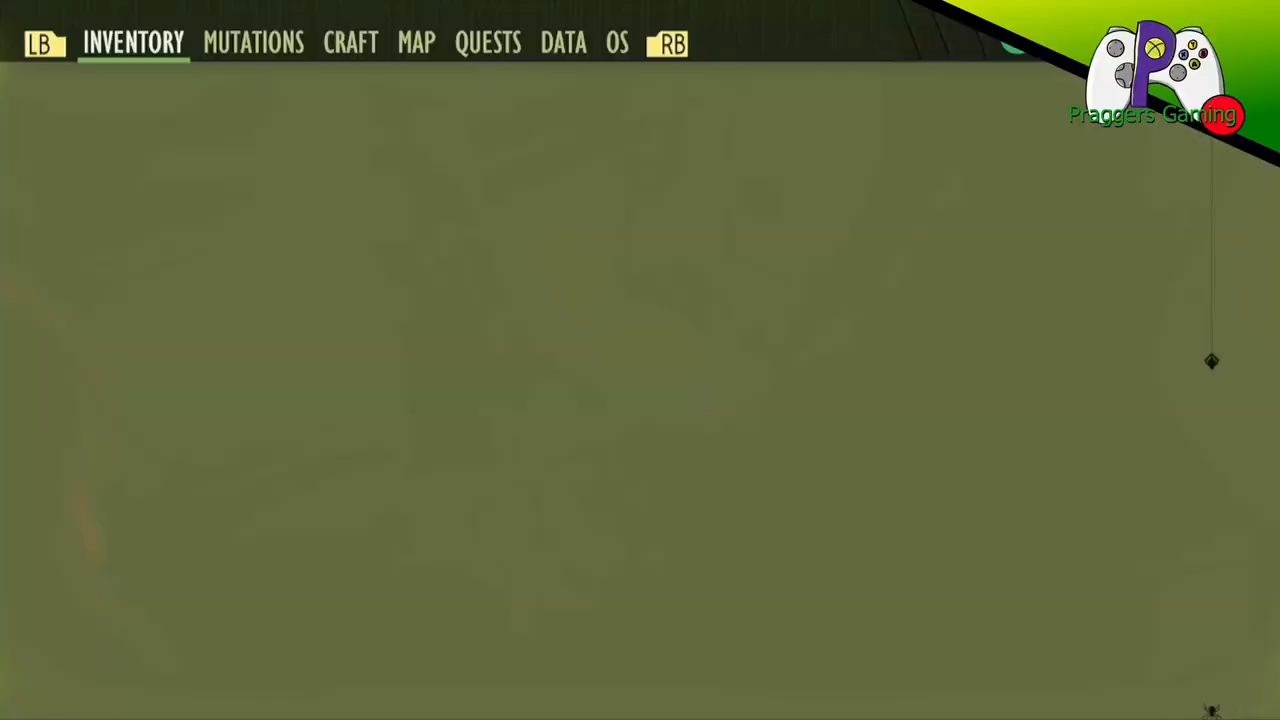 LB INVENTORY MUTATIONS CRAFT MAP QUESTS DATA OS RB
P
Praggers Gaming